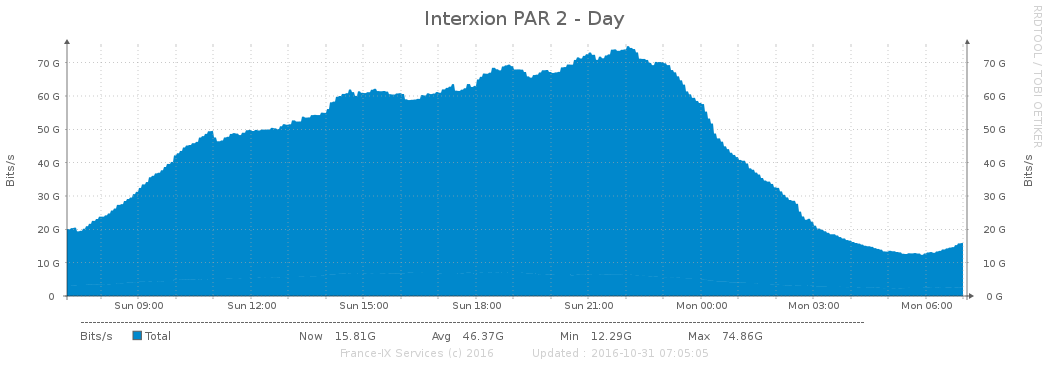 Interxion PAR 2 - Day
RRDTOOL / TOBI OETIKER
Bits/s
70 G 70 G
60 G 60 G
50 G 50 G
40 G 40 G
30 G 30 G
20 G 20 G
10 G 10 G
0 0 G
Bits/s
Sun 09:00 Sun 12:00 Sun 15:00 Sun 18:00 Sun 21:00 Mon 00:00 Mon 03:00 Mon 06:00
Bits/s Total Now 15.81G Avg 46.37G Min 12.29G Max 74.86G
France-IX Services (c) 2016 Updated : 2016-10-31 07:05:05